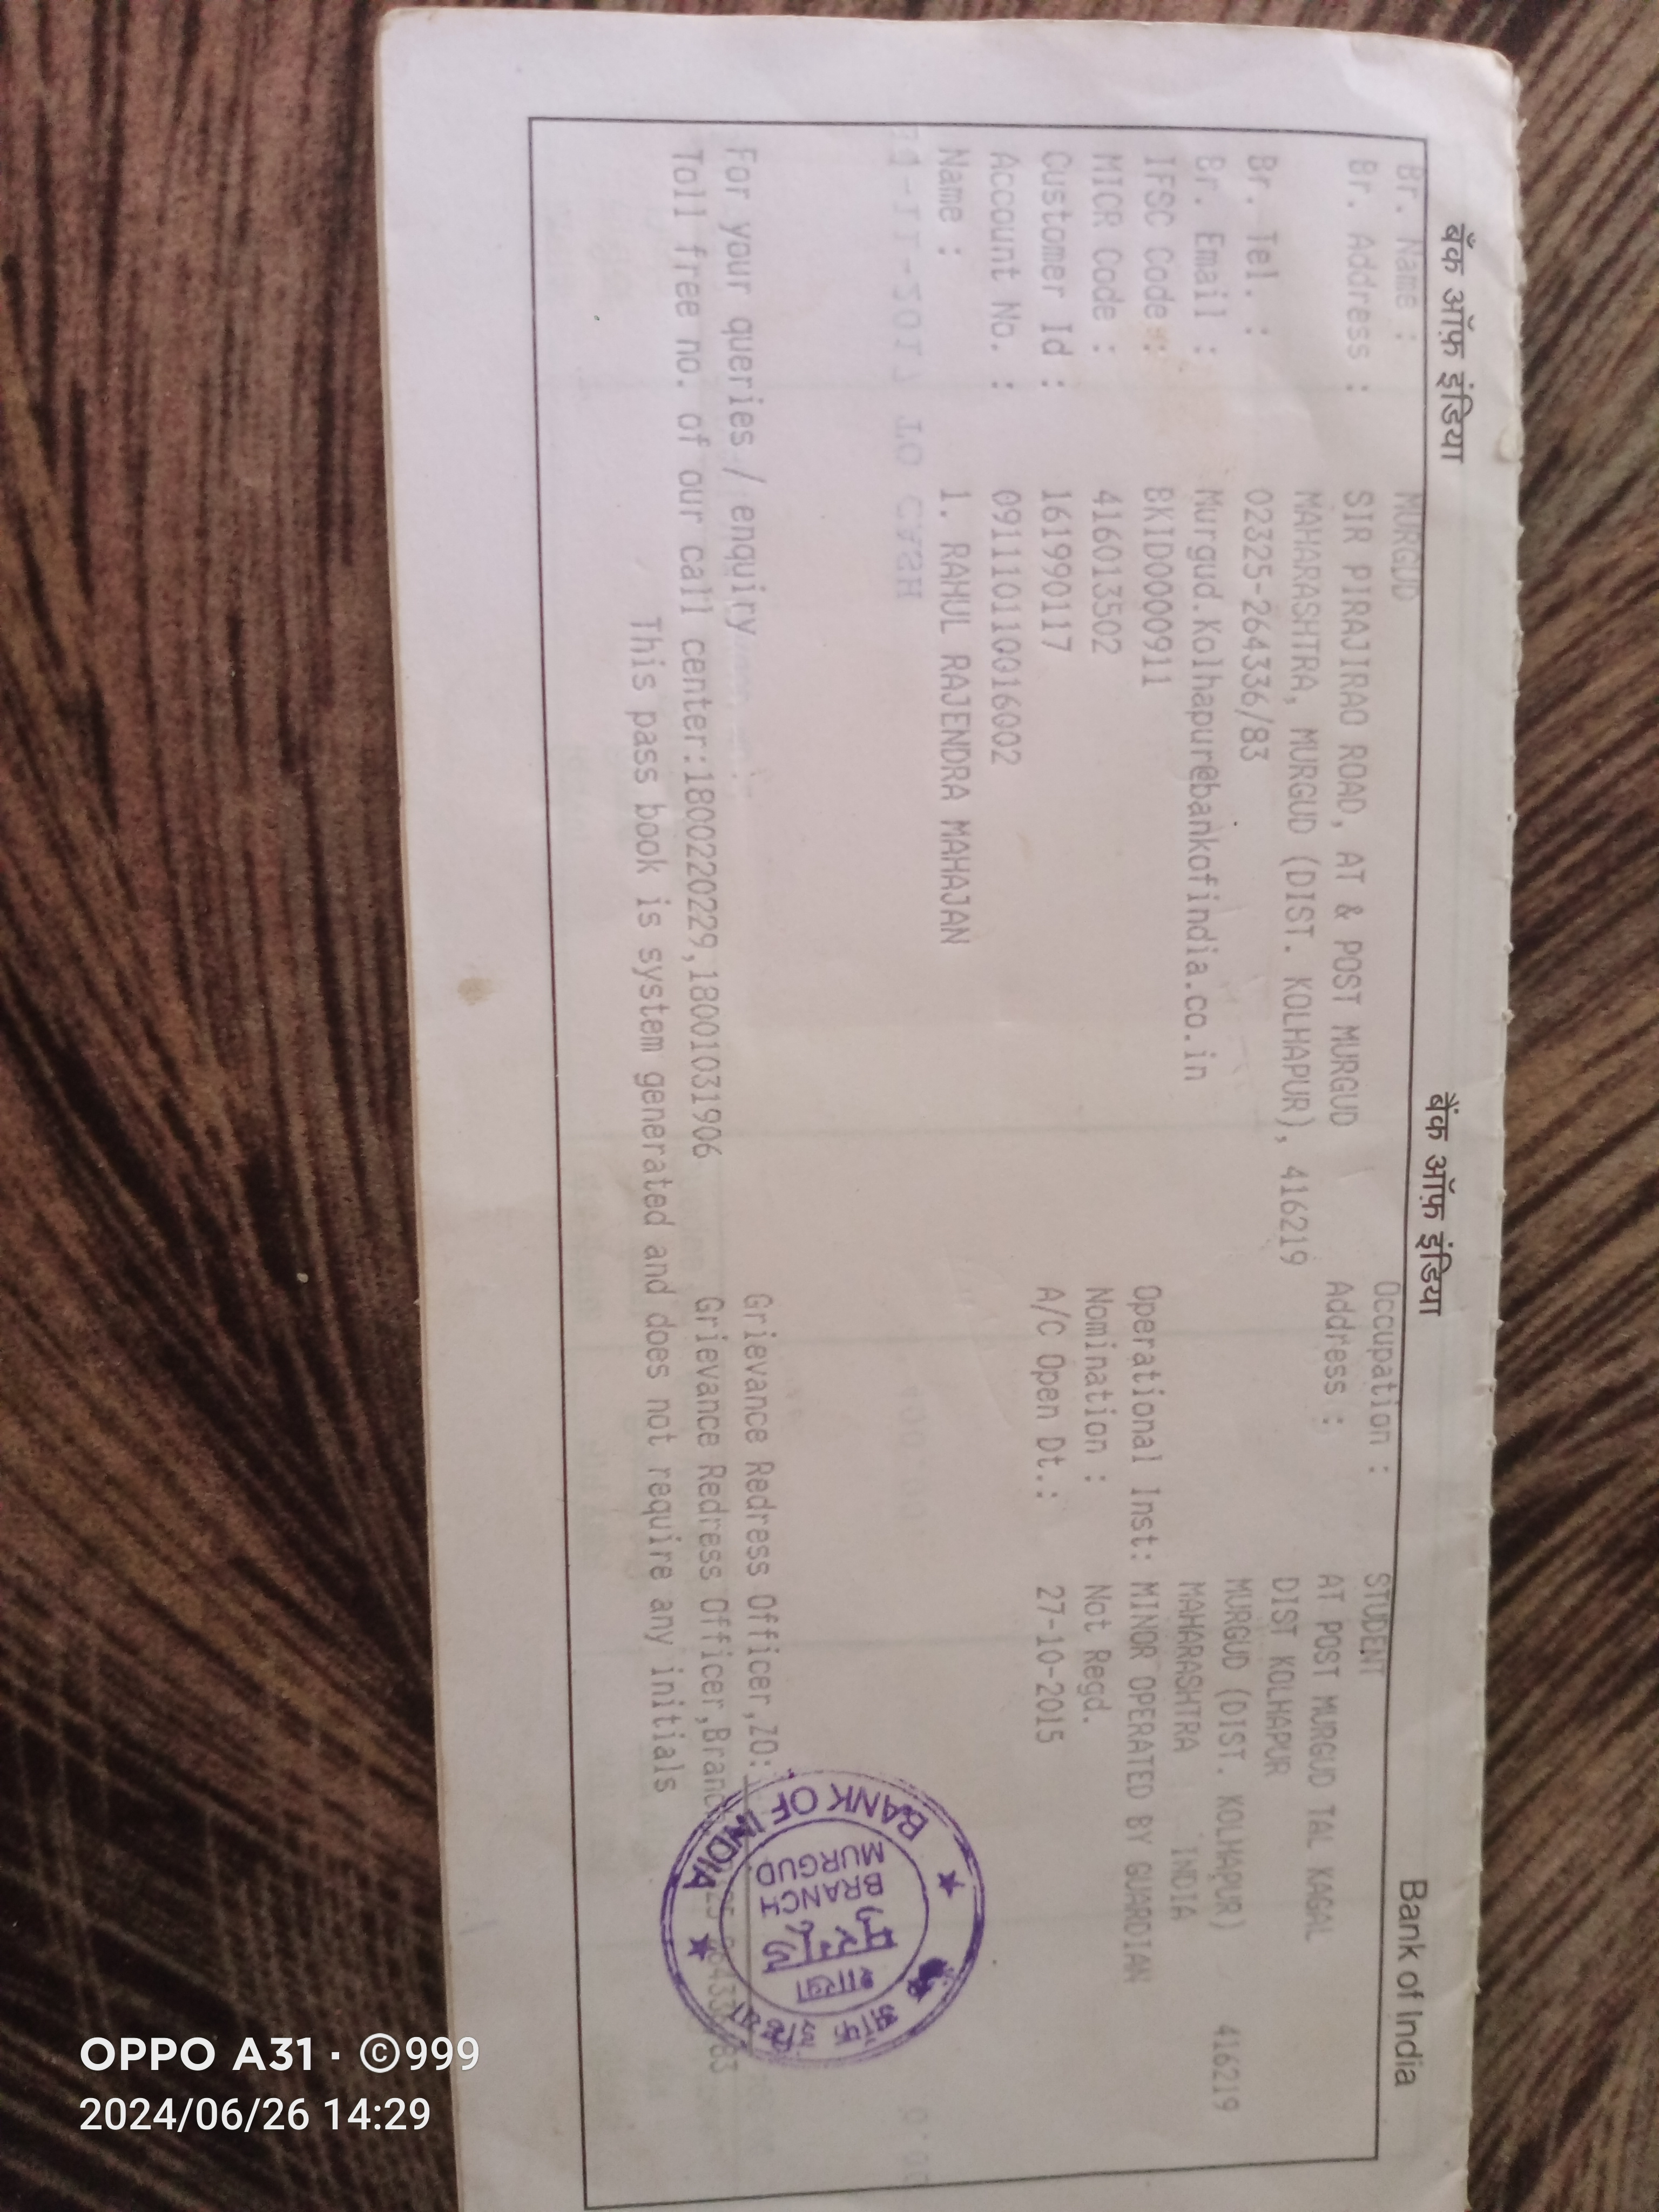 बैंक ऑफ़ इंडिया बैंक ऑफ़ इंडिया Bank of India
Br. Name : MURGUD Occupation : STUDENT
Br. Address : SIR PIRAJIRAO ROAD, AT & POST MURGUD Address : AT POST MURGUD TAL KAGAL
MAHARASHTRA, MURGUD (DIST. KOLHAPUR), 416219 DIST KOLHAPUR
Br. Tel. : 02325-264336/83 MURGUD (DIST. KOLHAPUR) 416219
Br. Email : Murgud.Kolhapur@bankofindia.co.in MAHARASHTRA INDIA
IFSC Code : BKID0000911 Operational Inst: MINOR OPERATED BY GUARDIAN
MICR Code : 416013502 Nomination : Not Regd.
Customer Id : 161990117 A/C Open Dt.: 27-10-2015
Account No. : 091110110016002
Name : 1. RAHUL RAJENDRA MAHAJAN
For your queries / enquiry Grievance Redress Officer,ZO:
Toll free no. of our call center:1800220229,18001031906 Grievance Redress Officer,Branch
This pass book is system generated and does not require any initials
BANK OF INDIA
शाखा
BRANCH
MURGUD
OPPO A31 · ©999
2024/06/26 14:29